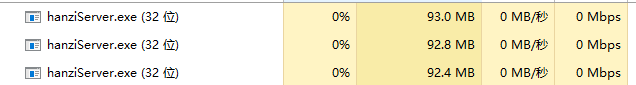 hanziServer.exe (32 位) 0% 93.0 MB 0 MB/秒 0 Mbps
hanziServer.exe (32 位) 0% 92.8 MB 0 MB/秒 0 Mbps
hanziServer.exe (32 位) 0% 92.4 MB 0 MB/秒 0 Mbps